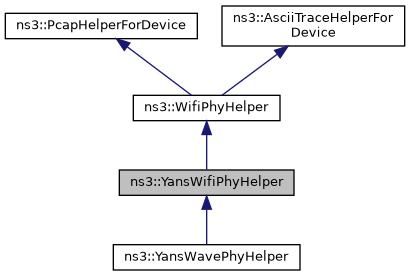 ns3::PcapHelperForDevice
ns3::AsciiTraceHelperFor
Device
ns3::WifiPhyHelper
ns3::YansWifiPhyHelper
ns3::YansWavePhyHelper